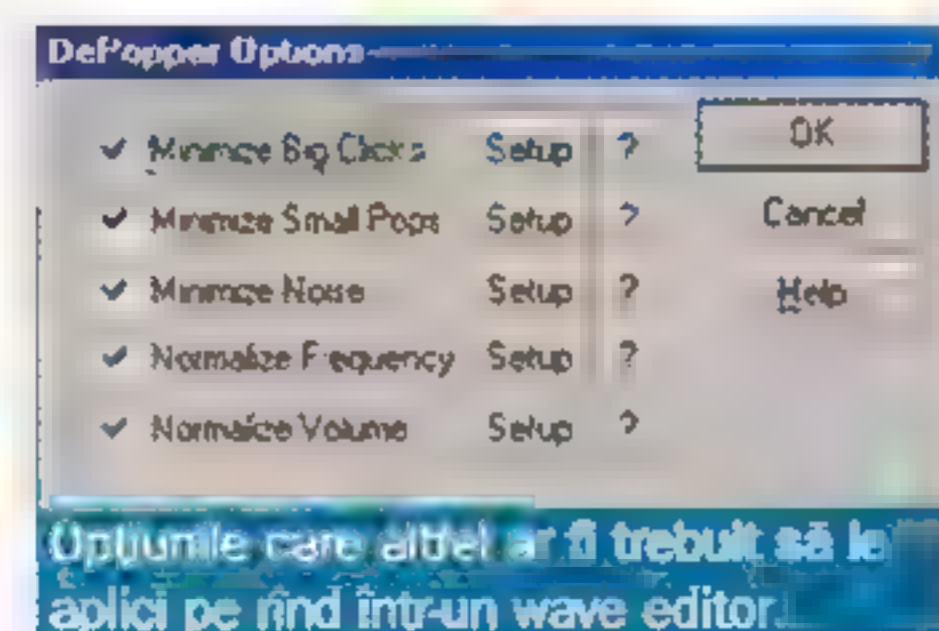 DePopper Options
Minimize Big Clicks Setup ? OK
Minimize Small Pops Setup ? Cancel
Minimize Noise Setup ? Help
Normalize Frequency Setup ?
Normalize Volume Setup ?
Opţiunile care altfel ar fi trebuit să le
aplici pe rînd într-un wave editor.